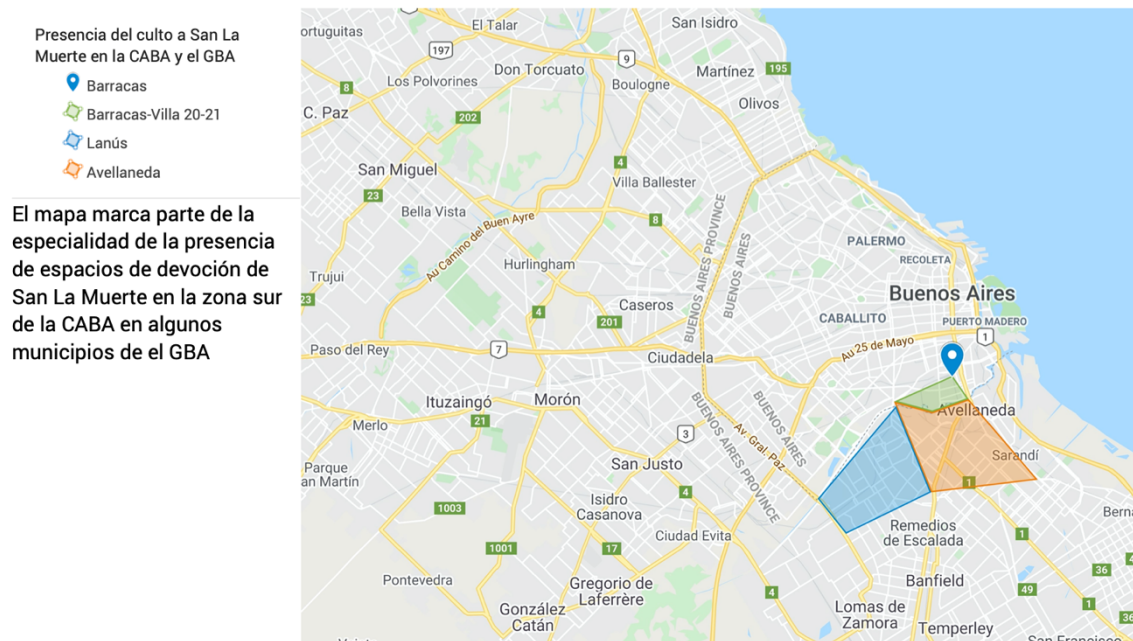 Presencia del culto a San La
Muerte en la CABA y el GBA
Barracas
Barracas-Villa 20-21
Lanús
Avellaneda
El mapa marca parte de la
especialidad de la presencia
de espacios de devoción de
San La Muerte en la zona sur
de la CABA en algunos
municipios de el GBA
ortuguitas
El Talar
San Isidro
197
9
Don Torcuato
Martínez
195
Los Polvorines
Boulogne
8
Olivos
C. Paz
202
4
San Miguel
Villa Ballester
23
Bella Vista
8
Au Camino del Buen Ayre
BUENOS AIRES PROVINCE
BUENOS AIRES
PALERMO
RECOLETA
Hurlingham
Trujui
Buenos Aires
23
Caseros
4
201
CABALLITO
PUERTO MADERO
1
Paso del Rey
7
Ciudadela
Au 25 de Mayo
Ituzaingó
Morón
Avellaneda
Merlo
21
BUENOS AIRES
BUENOS AIRES PROVINCE
Av. Gral. Paz
3
Sarandí
San Justo
Parque
an Martín
4
1
Isidro
Casanova
1003
Berna
Remedios
de Escalada
Ciudad Evita
1
1001
17
36
Banfield
Pontevedra
Gregorio de
Laferrère
4
49
1
36
González
Catán
Lomas de
Zamora
Temperley
San Francisco